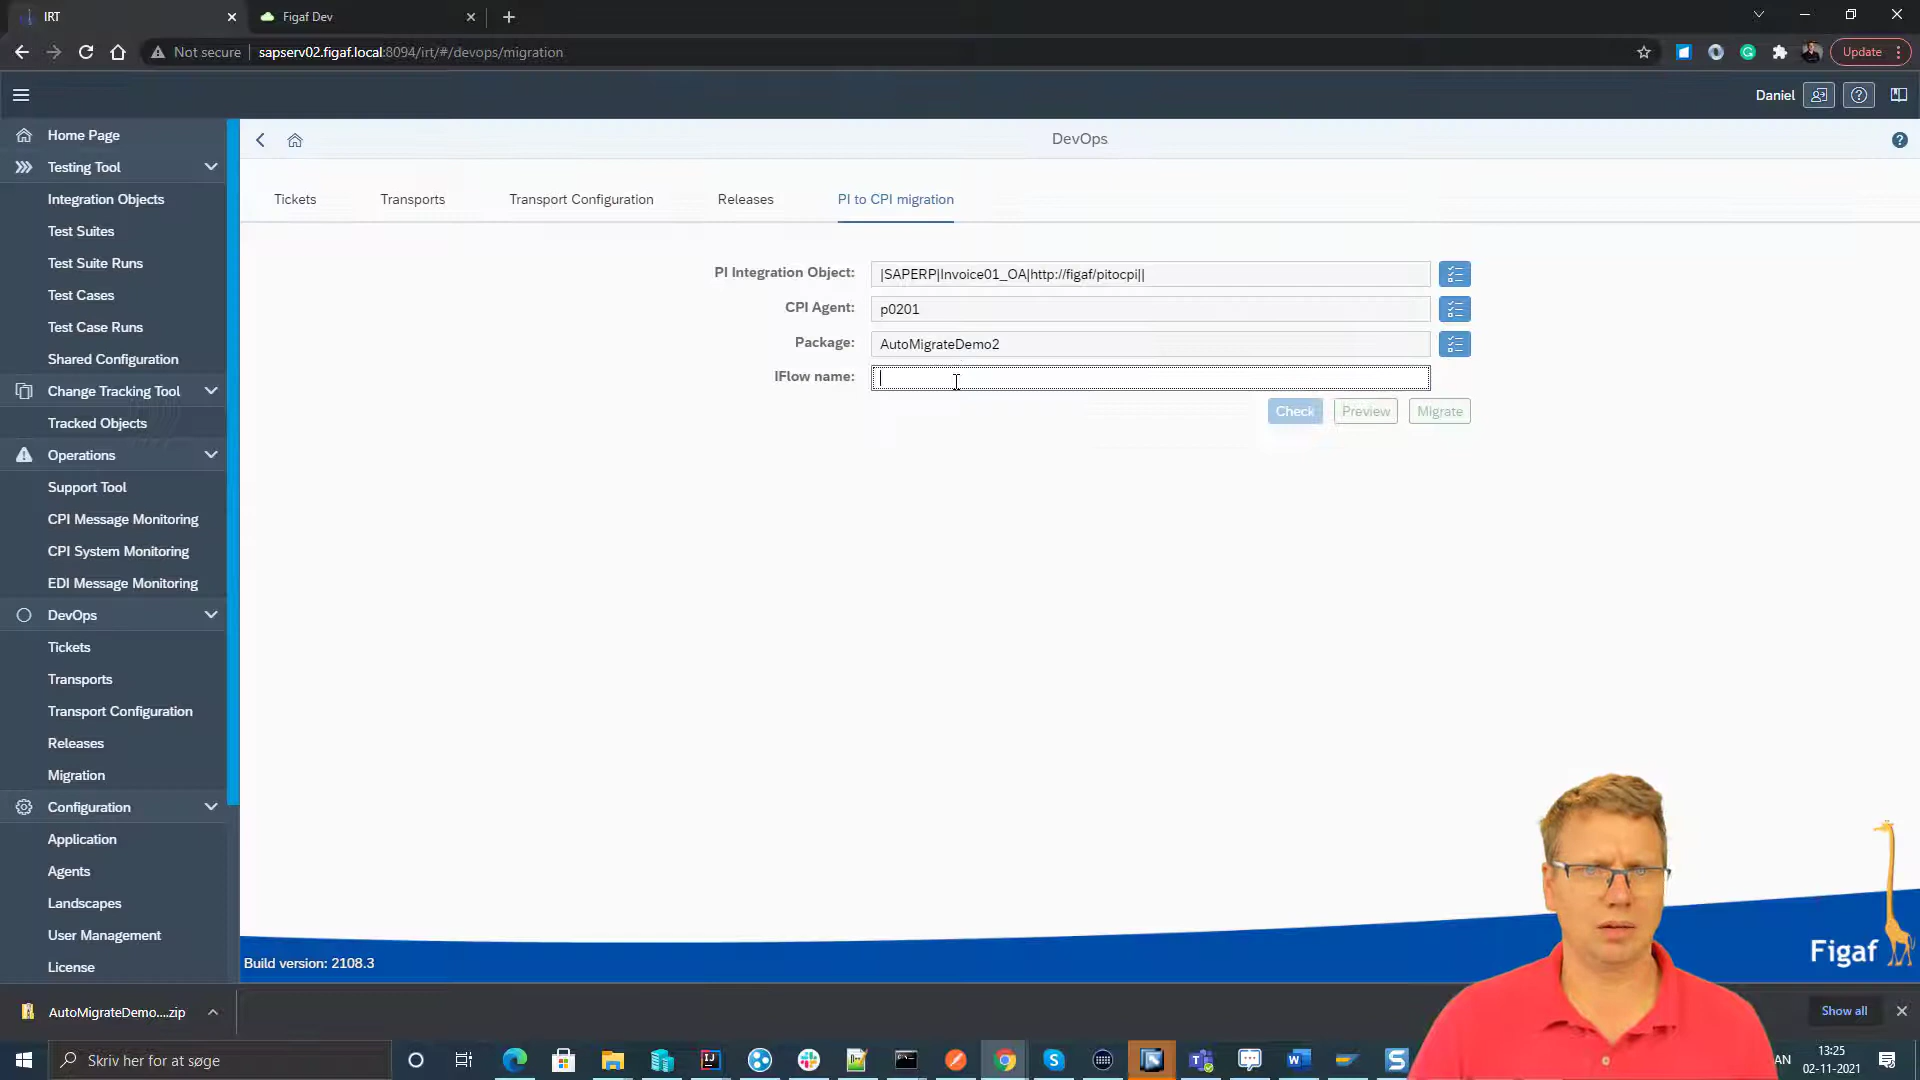 IRT
Figaf Dev
Not secure
sapserv02.figaf.local:8094/irt/#/devops/migration
Update
Daniel
Home Page
Testing Tool
Integration Objects
Test Suites
Test Suite Runs
Test Cases
Test Case Runs
Shared Configuration
Change Tracking Tool
Tracked Objects
Operations
Support Tool
CPI Message Monitoring
CPI System Monitoring
EDI Message Monitoring
DevOps
Tickets
Transports
Transport Configuration
Releases
Migration
Configuration
Application
Agents
Landscapes
User Management
License
DevOps
Tickets
Transports
Transport Configuration
Releases
PI to CPI migration
PI Integration Object:
|SAPERP|Invoice01_OA|http://figaf/pitocpi||
CPI Agent:
p0201
Package:
AutoMigrateDemo2
IFlow name:
Check
Preview
Migrate
Build version: 2108.3
Figaf
AutoMigrateDemo....zip
Show all
Skriv her for at søge
AN
13:25
02-11-2021